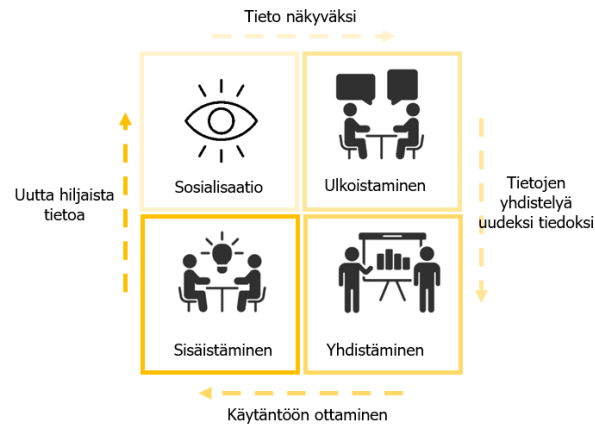 Tieto näkyväksi
Sosialisaatio
Ulkoistaminen
Uutta hiljaista
tietoa
Tietojen
yhdistelyä
uudeksi tiedoksi
Sisäistäminen
Yhdistäminen
Käytäntöön ottaminen